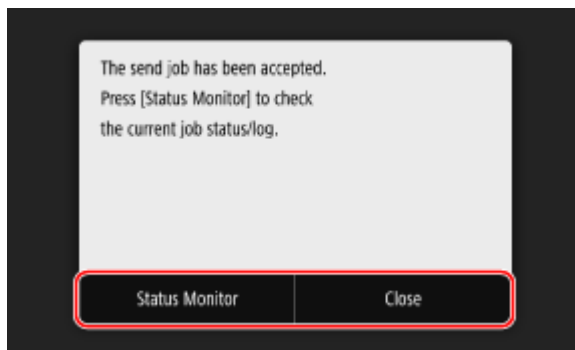 The send job has been accepted.
Press [Status Monitor] to check
the current job status/log.
Status Monitor
Close